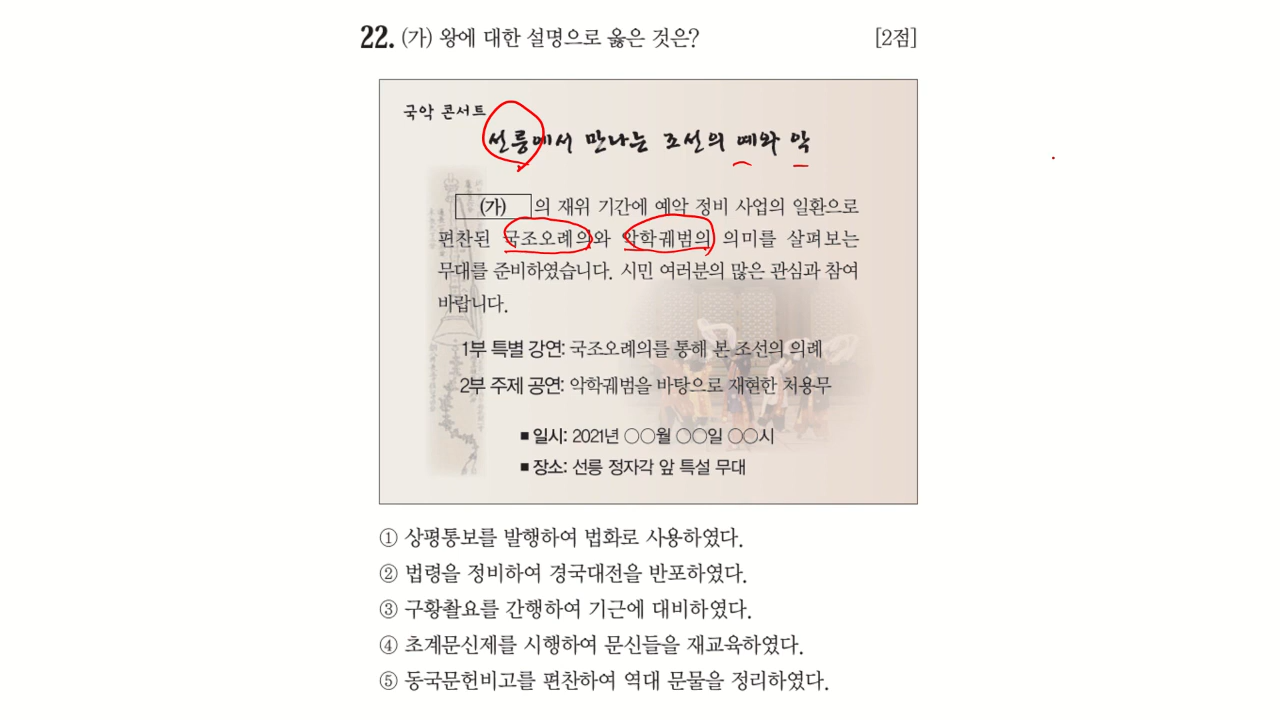 22. (가) 왕에 대한 설명으로 옳은 것은? [2점]
국악 콘서트
선릉에서 만나는 조선의 예와 악
(가) 의 재위 기간에 예악 정비 사업의 일환으로
편찬된 국조오례의와 악학궤범의 의미를 살펴보는
무대를 준비하였습니다. 시민 여러분의 많은 관심과 참여
바랍니다.
1부 특별 강연: 국조오례의를 통해 본 조선의 의례
2부 주제 공연: 악학궤범을 바탕으로 재현한 처용무
■ 일시: 2021년 ○○월 ○○일 ○○시
■ 장소: 선릉 정자각 앞 특설 무대
① 상평통보를 발행하여 법화로 사용하였다.
② 법령을 정비하여 경국대전을 반포하였다.
③ 구황촬요를 간행하여 기근에 대비하였다.
④ 초계문신제를 시행하여 문신들을 재교육하였다.
⑤ 동국문헌비고를 편찬하여 역대 문물을 정리하였다.